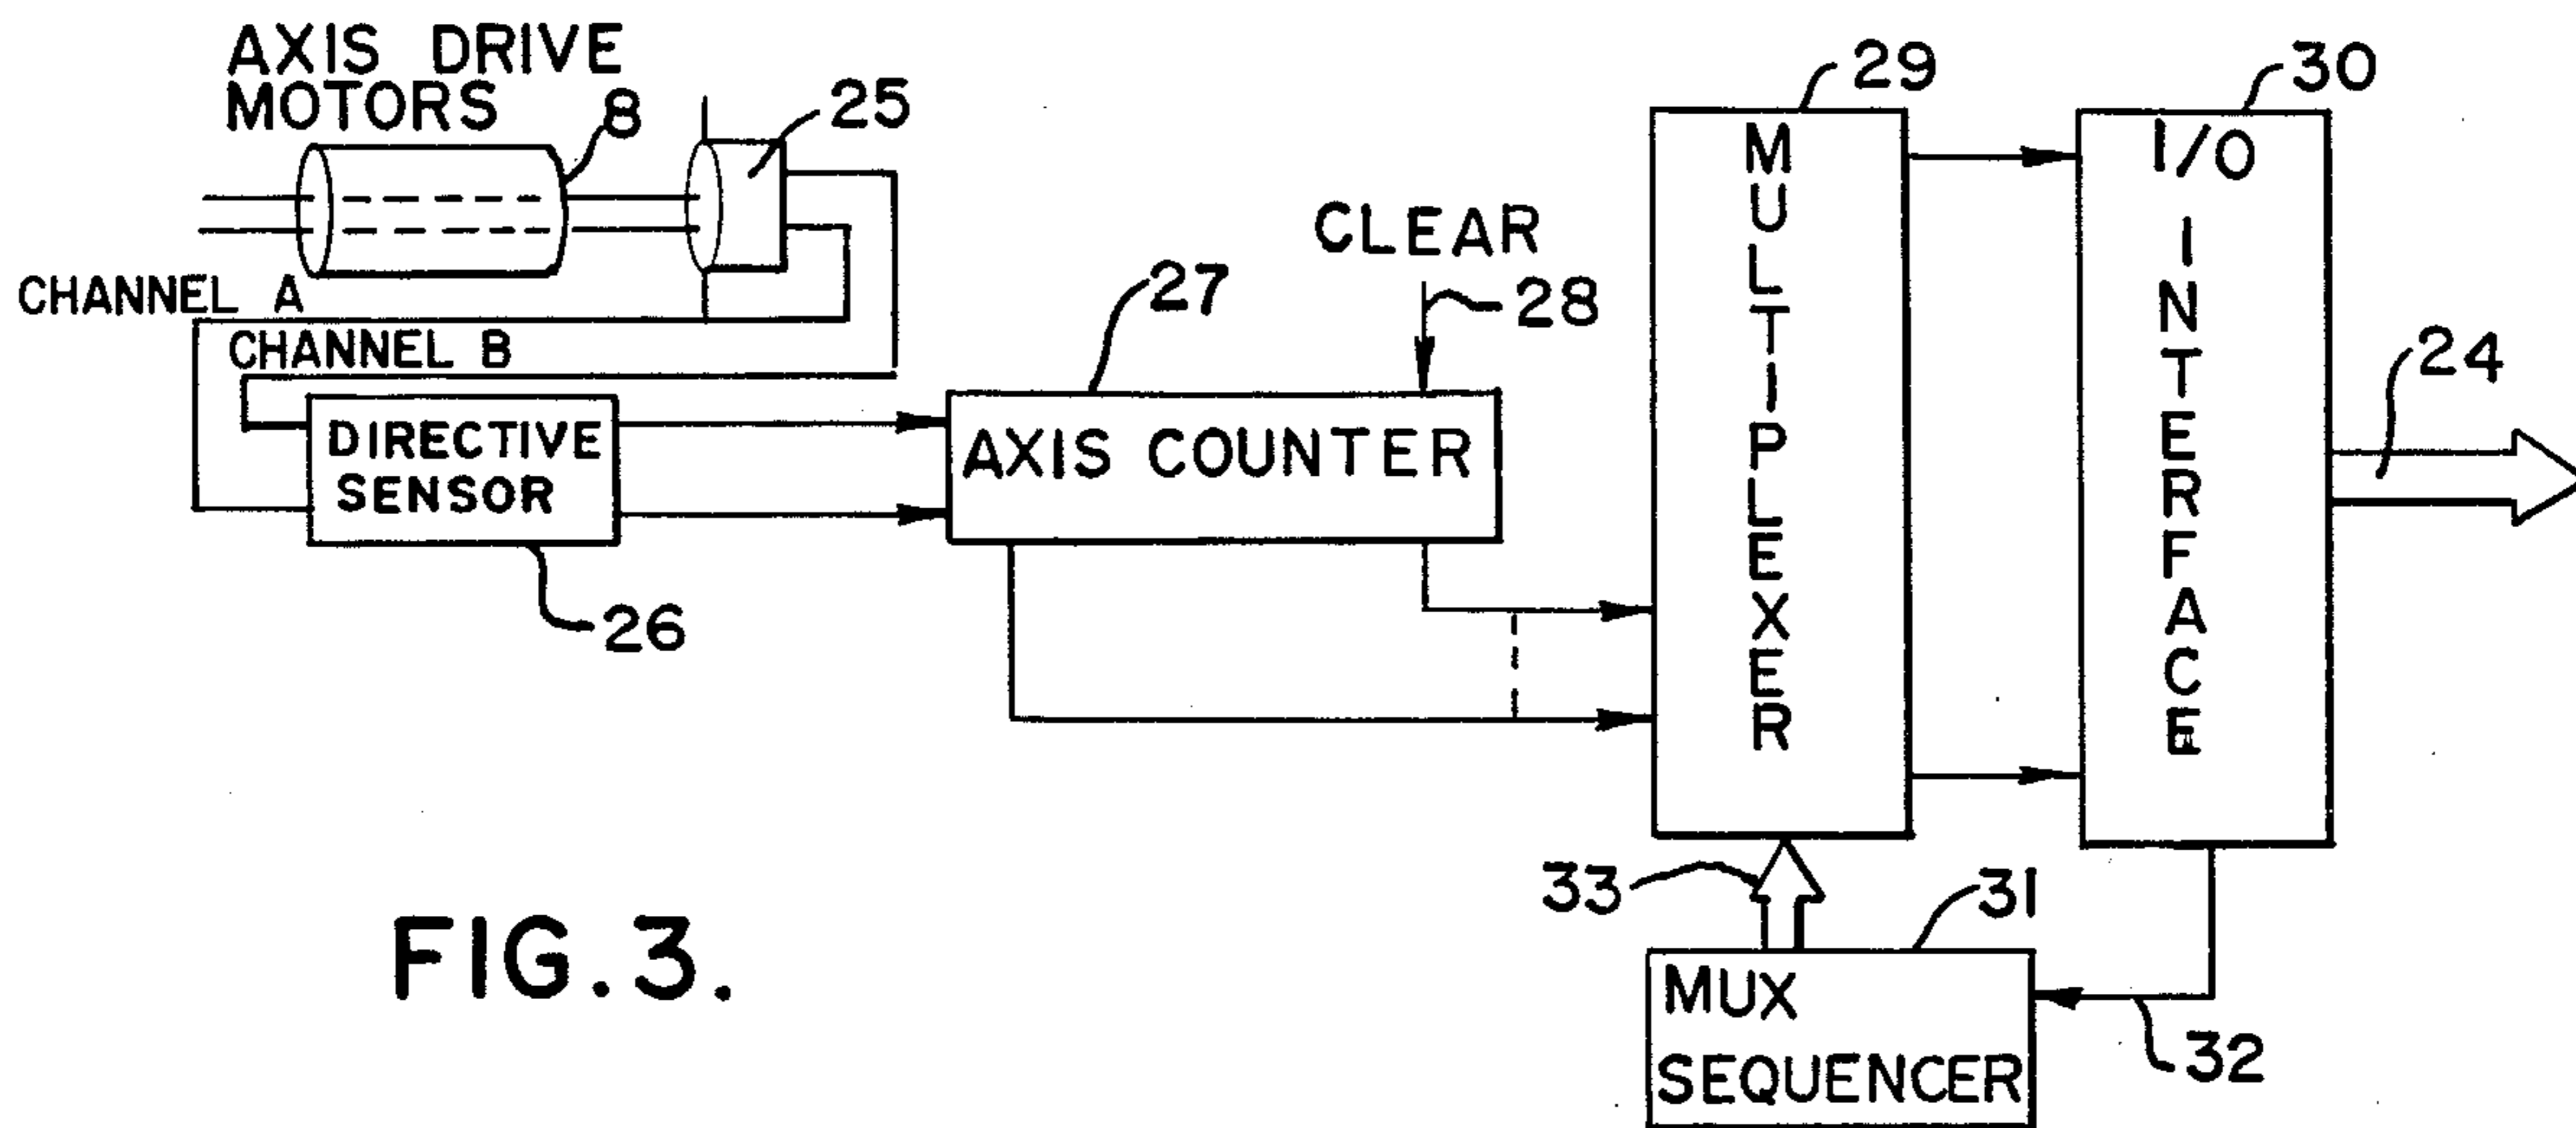 AXIS DRIVE
MOTORS
8
25
CHANNEL A
CHANNEL B
DIRECTIVE
SENSOR
26
27
AXIS COUNTER
CLEAR
28
29
MULTIPLEXER
30
I/O INTERFACE
24
33
31
MUX
SEQUENCER
32
FIG. 3.